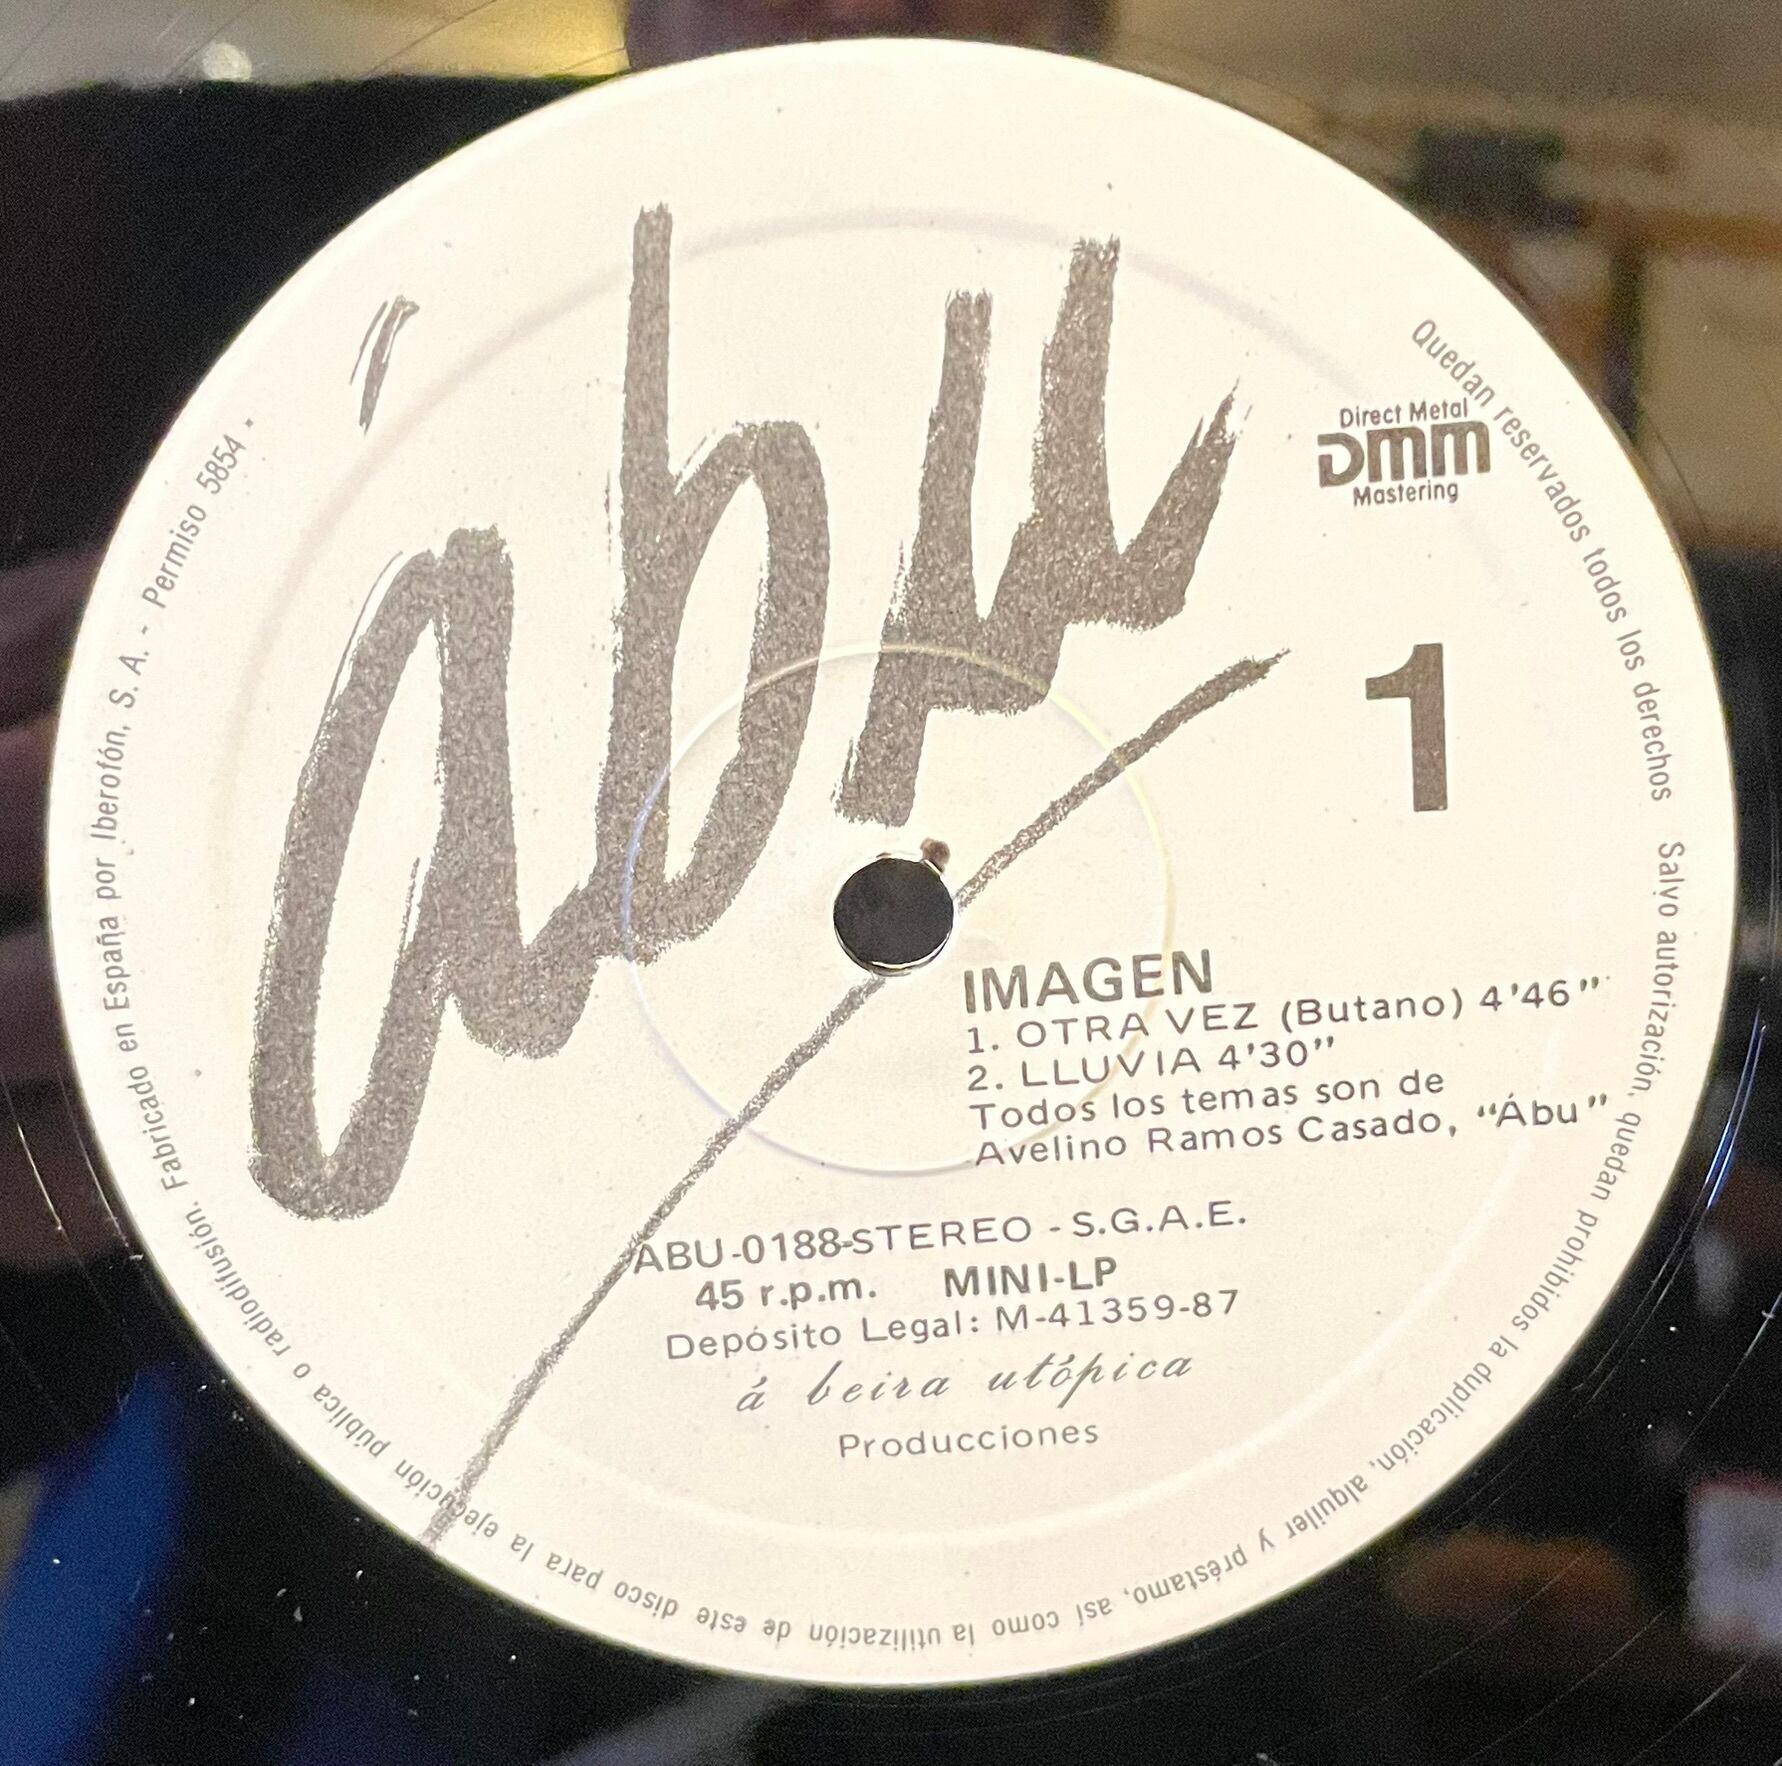 ábu
Direct Metal
DMM
Mastering
1
IMAGEN
1. OTRA VEZ (Butano) 4'46"
2. LLUVIA 4'30"
Todos los temas son de
Avelino Ramos Casado, "Ábu"
ABU-0188-STEREO - S.G.A.E.
45 r.p.m. MINI-LP
Depósito Legal: M-41359-87
á beira utópica
Producciones
Quedan reservados todos los derechos Salvo autorización, quedan prohibidos la duplicación, alquiler y préstamo, así como la utilización de este disco para la ejecución pública o radiodifusión. Fabricado en España por Iberofón, S. A. - Permiso 5854 -